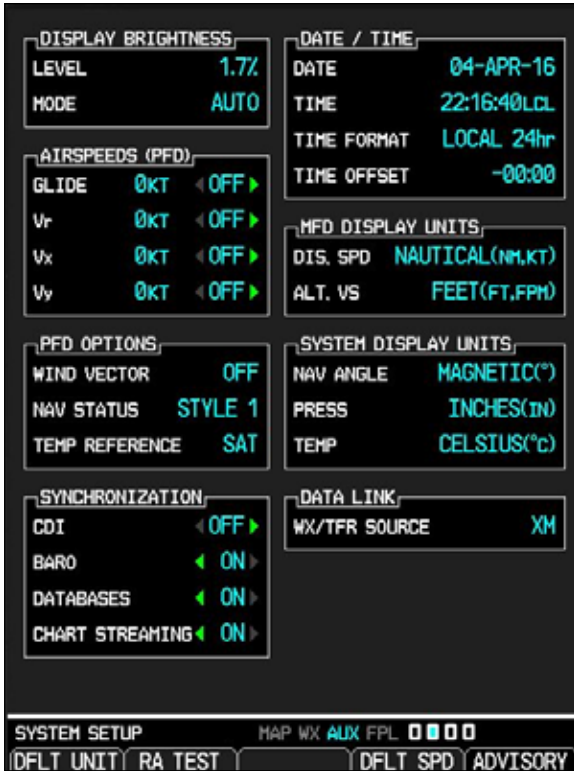 DISPLAY BRIGHTNESS
LEVEL 1.7%
MODE AUTO
AIRSPEEDS (PFD)
GLIDE 0KT OFF
Vr 0KT OFF
Vx 0KT OFF
Vy 0KT OFF
PFD OPTIONS
WIND VECTOR OFF
NAV STATUS STYLE 1
TEMP REFERENCE SAT
SYNCHRONIZATION
CDI OFF
BARO ON
DATABASES ON
CHART STREAMING ON
DATE / TIME
DATE 04-APR-16
TIME 22:16:40LCL
TIME FORMAT LOCAL 24hr
TIME OFFSET -00:00
MFD DISPLAY UNITS
DIS, SPD NAUTICAL(NM,KT)
ALT, VS FEET(FT,FPM)
SYSTEM DISPLAY UNITS
NAV ANGLE MAGNETIC(°)
PRESS INCHES(IN)
TEMP CELSIUS(°C)
DATA LINK
WX/TFR SOURCE XM
SYSTEM SETUP MAP WX AUX FPL
DFLT UNIT RA TEST DFLT SPD ADVISORY